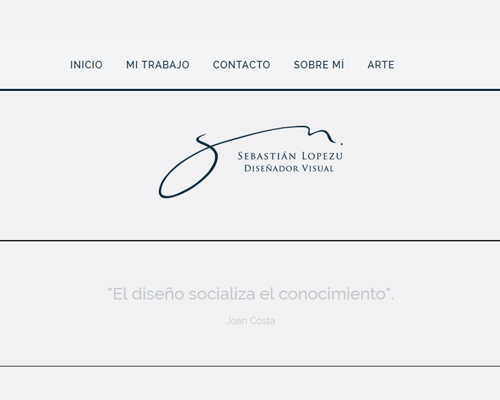 INICIO MI TRABAJO CONTACTO SOBRE MÍ ARTE
Sebastián Lopezu
Diseñador Visual
"El diseño socializa el conocimiento".
Joan Costa